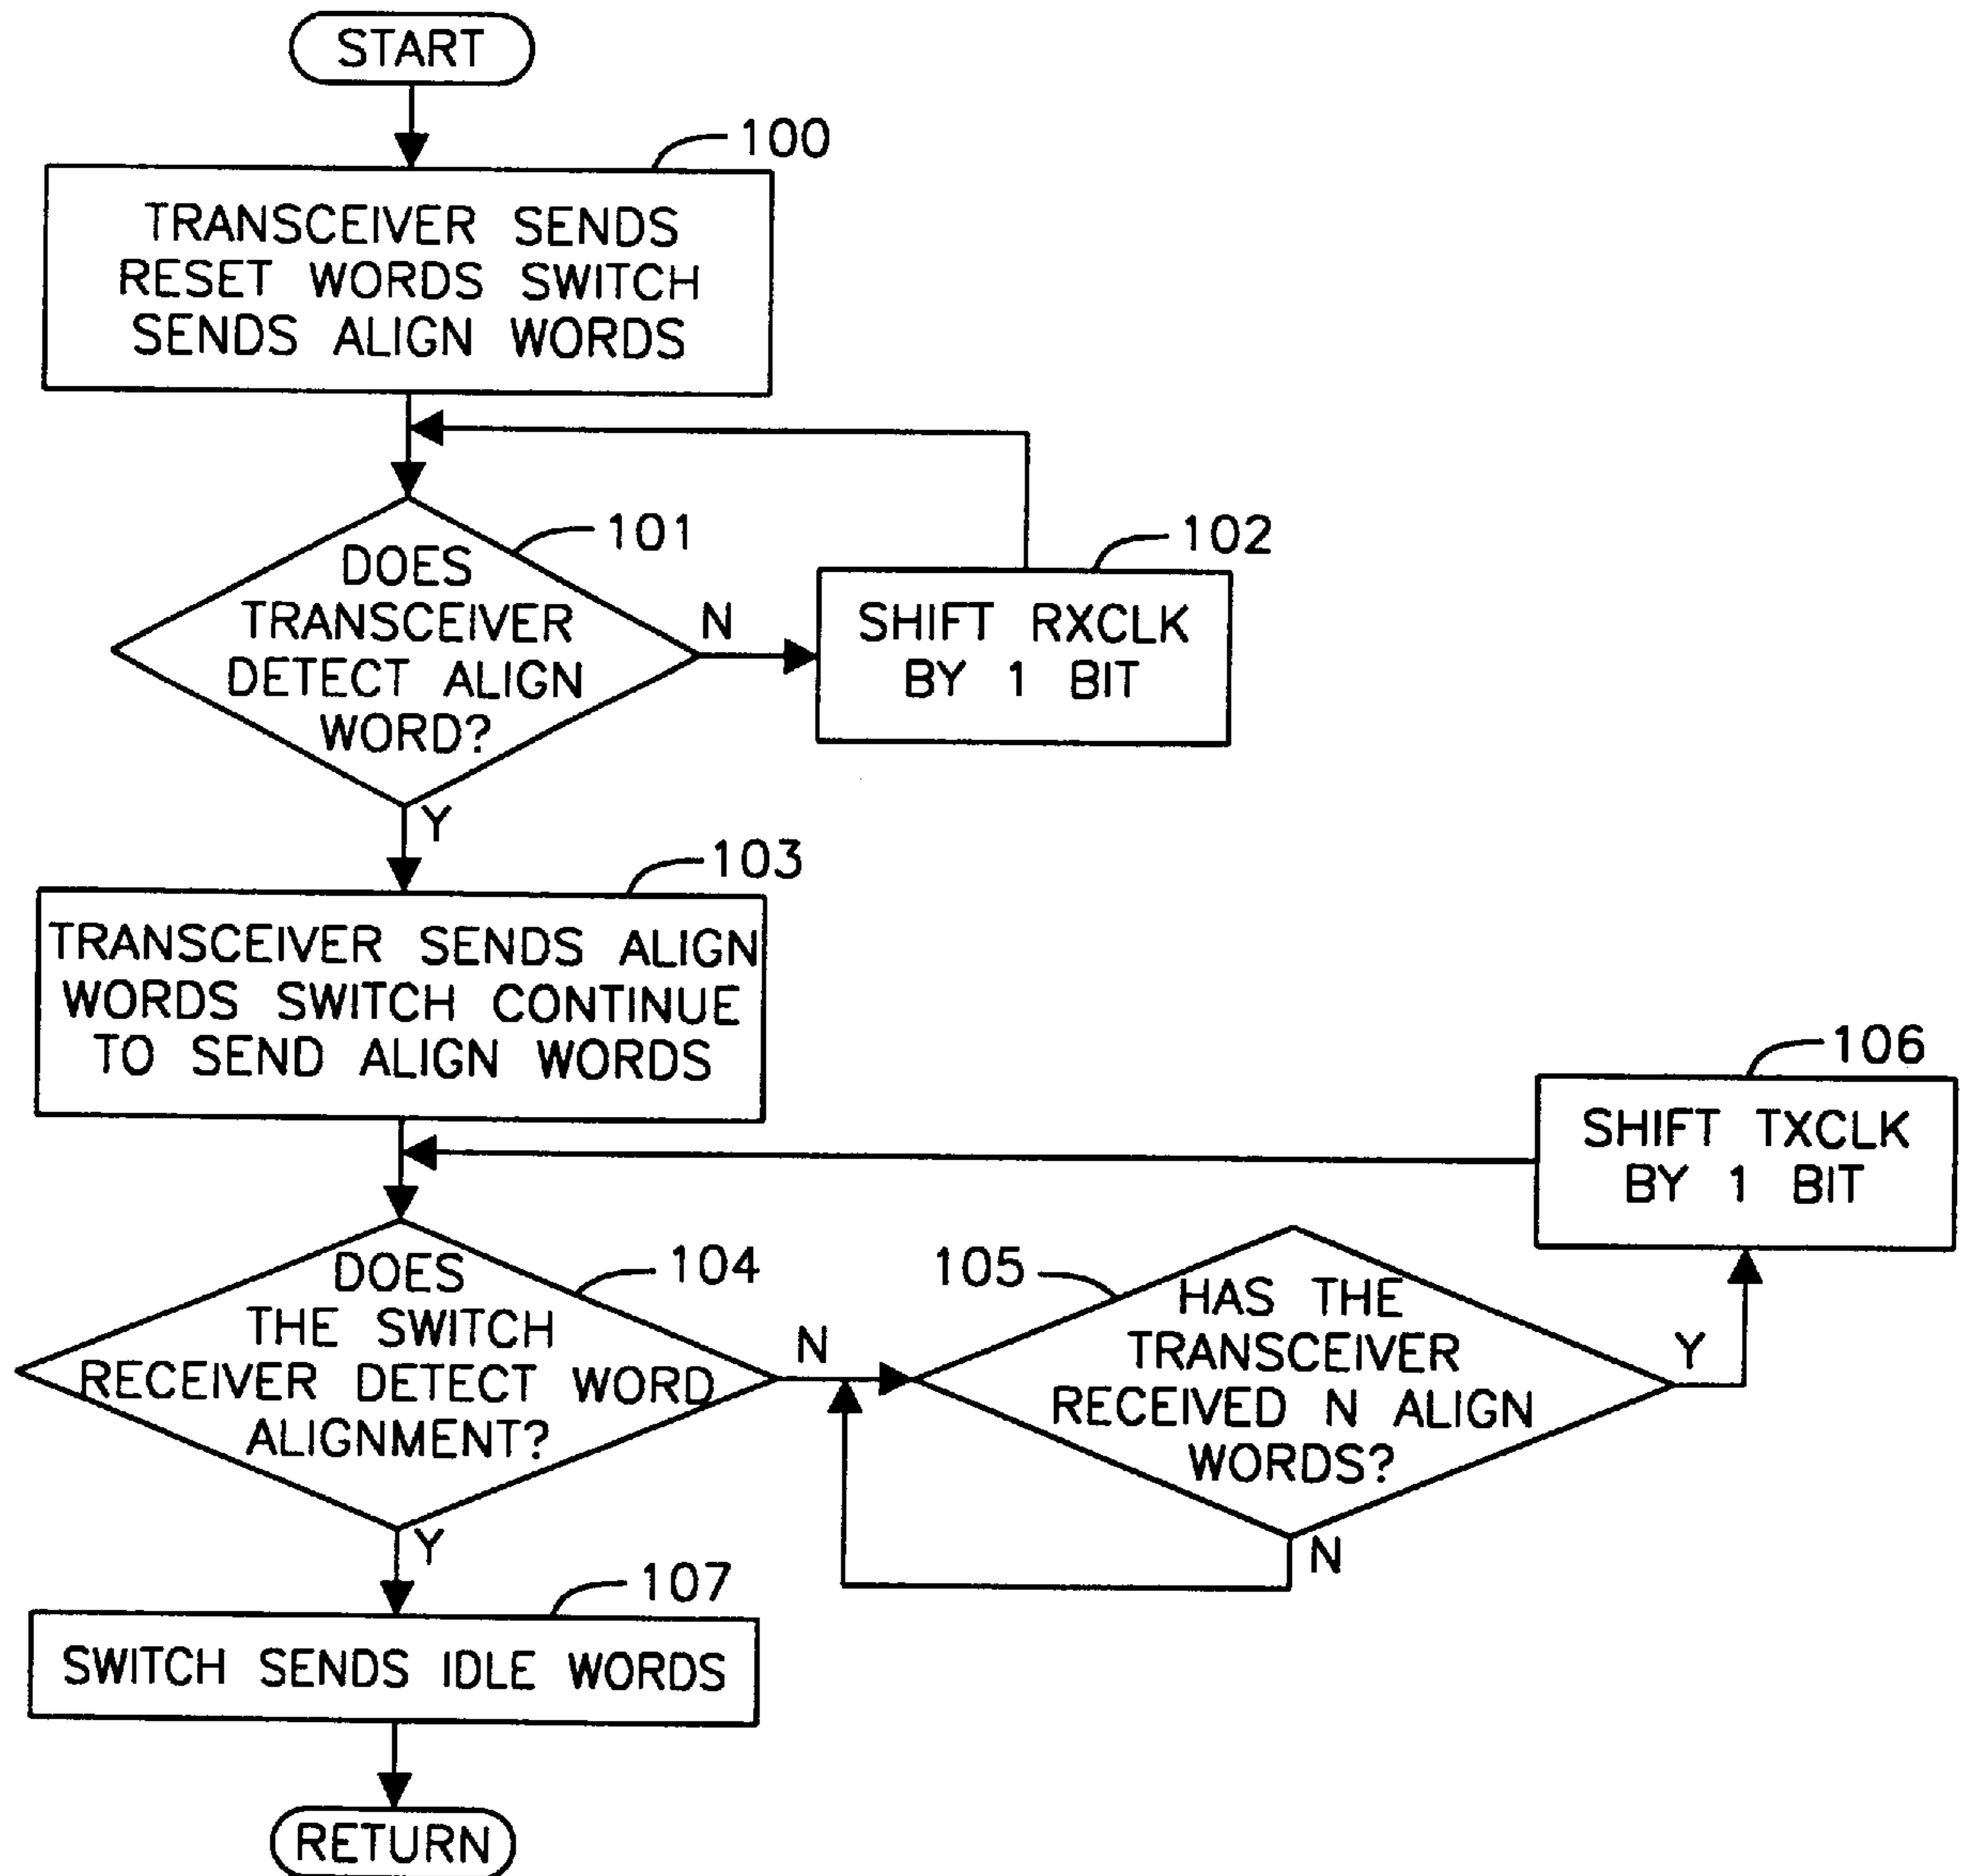 START
100
TRANSCEIVER SENDS
RESET WORDS SWITCH
SENDS ALIGN WORDS
101
DOES
TRANSCEIVER
DETECT ALIGN
WORD?
N
102
SHIFT RXCLK
BY 1 BIT
Y
103
TRANSCEIVER SENDS ALIGN
WORDS SWITCH CONTINUE
TO SEND ALIGN WORDS
104
DOES
THE SWITCH
RECEIVER DETECT WORD
ALIGNMENT?
N
105
HAS THE
TRANSCEIVER
RECEIVED N ALIGN
WORDS?
Y
N
106
SHIFT TXCLK
BY 1 BIT
Y
107
SWITCH SENDS IDLE WORDS
RETURN